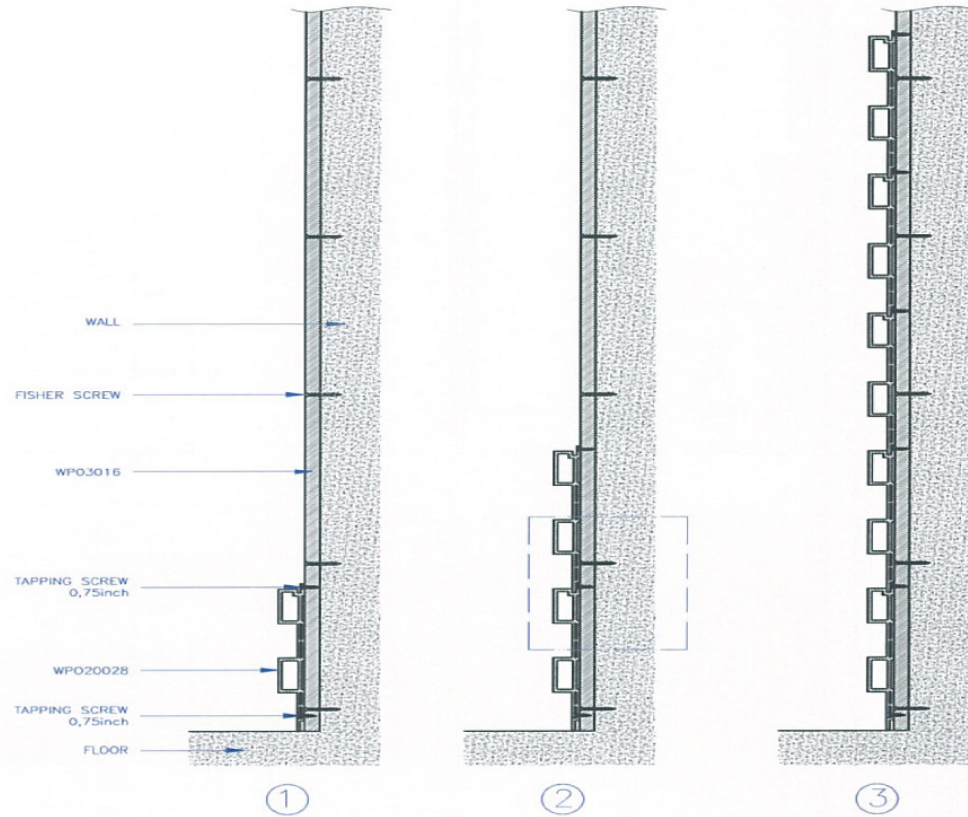 WALL
FISHER SCREW
WPO3016
TAPPING SCREW
0,75inch
WPO20028
TAPPING SCREW
0,75inch
FLOOR
1
2
3